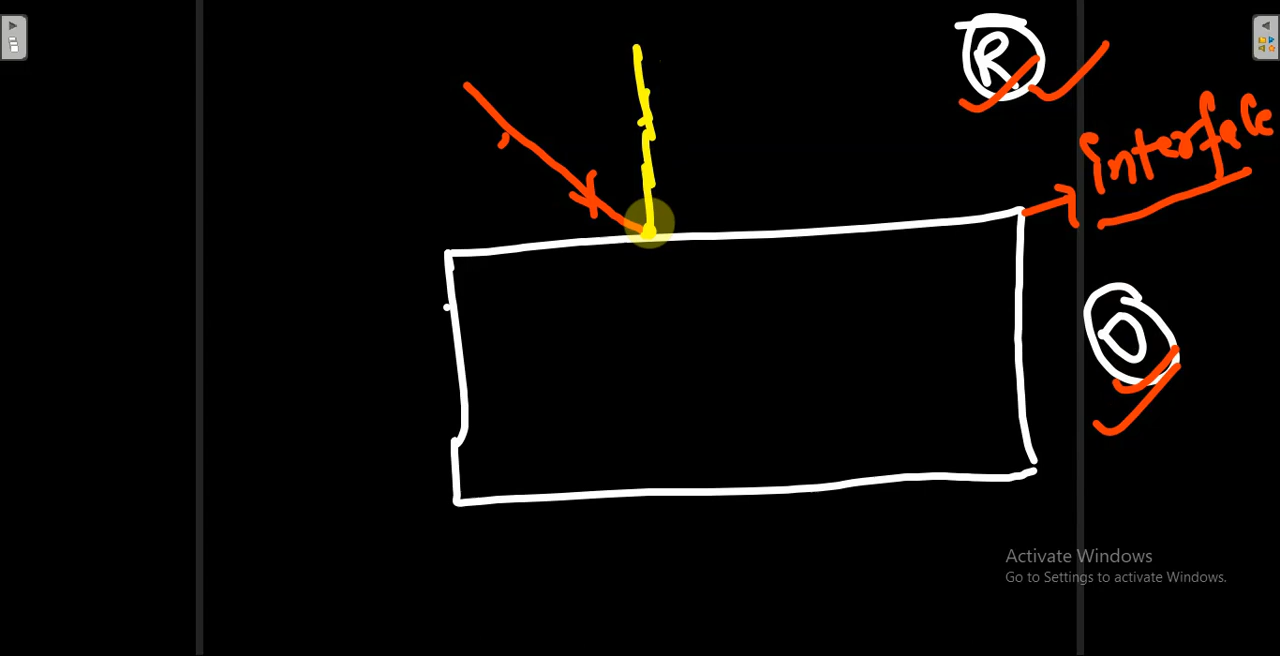 R
interface
D
Activate Windows
Go to Settings to activate Windows.